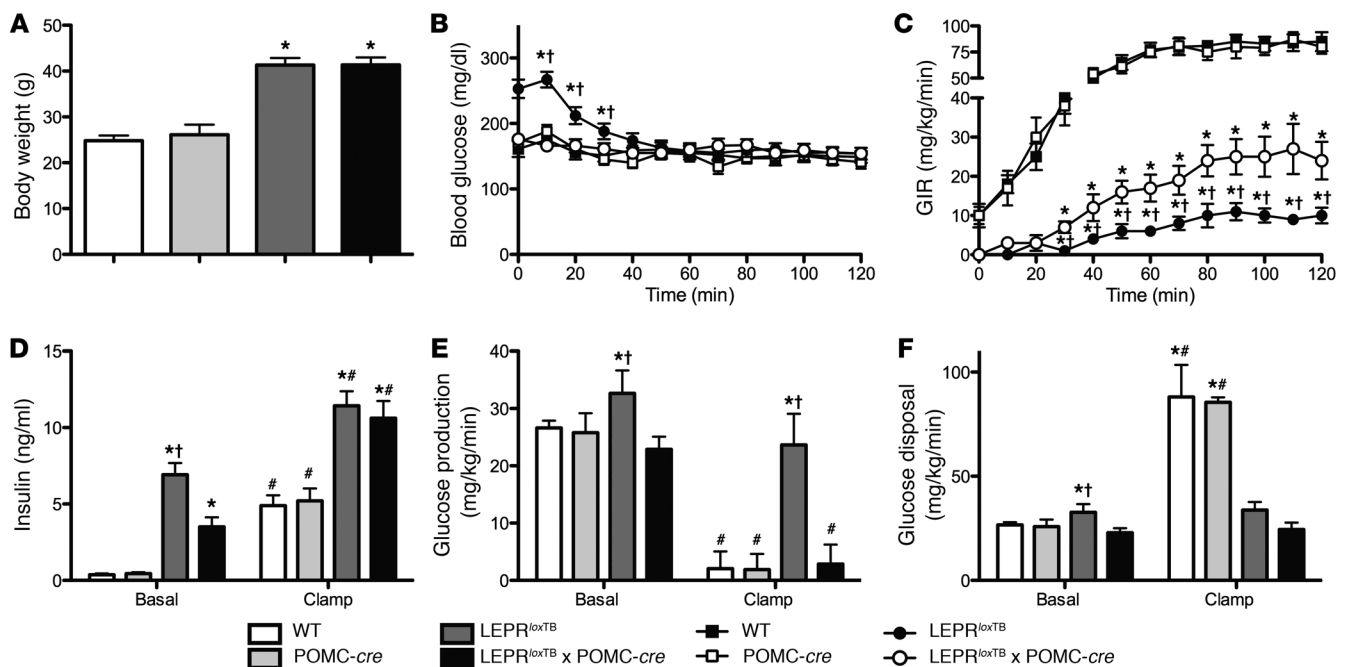 A
Body weight (g)
50
40
30
20
10
0
*
*
B
Blood glucose (mg/dl)
300
200
100
0
*†
*†
*†
0 20 40 60 80 100 120
Time (min)
C
GIR (mg/kg/min)
100
75
50
40
30
20
10
0
* * * * * * * * * *
*† *† *† *† *† *† *† *† *† *†
0 20 40 60 80 100 120
Time (min)
D
Insulin (ng/ml)
15
10
5
0
*†
*
#
#
*#
*#
Basal Clamp
E
Glucose production
(mg/kg/min)
40
30
20
10
0
*†
#
#
*†
#
Basal Clamp
F
Glucose disposal
(mg/kg/min)
100
50
0
*†
*#
*#
Basal Clamp
WT LEPRloxTB WT LEPRloxTB
POMC-cre LEPRloxTB x POMC-cre POMC-cre LEPRloxTB x POMC-cre